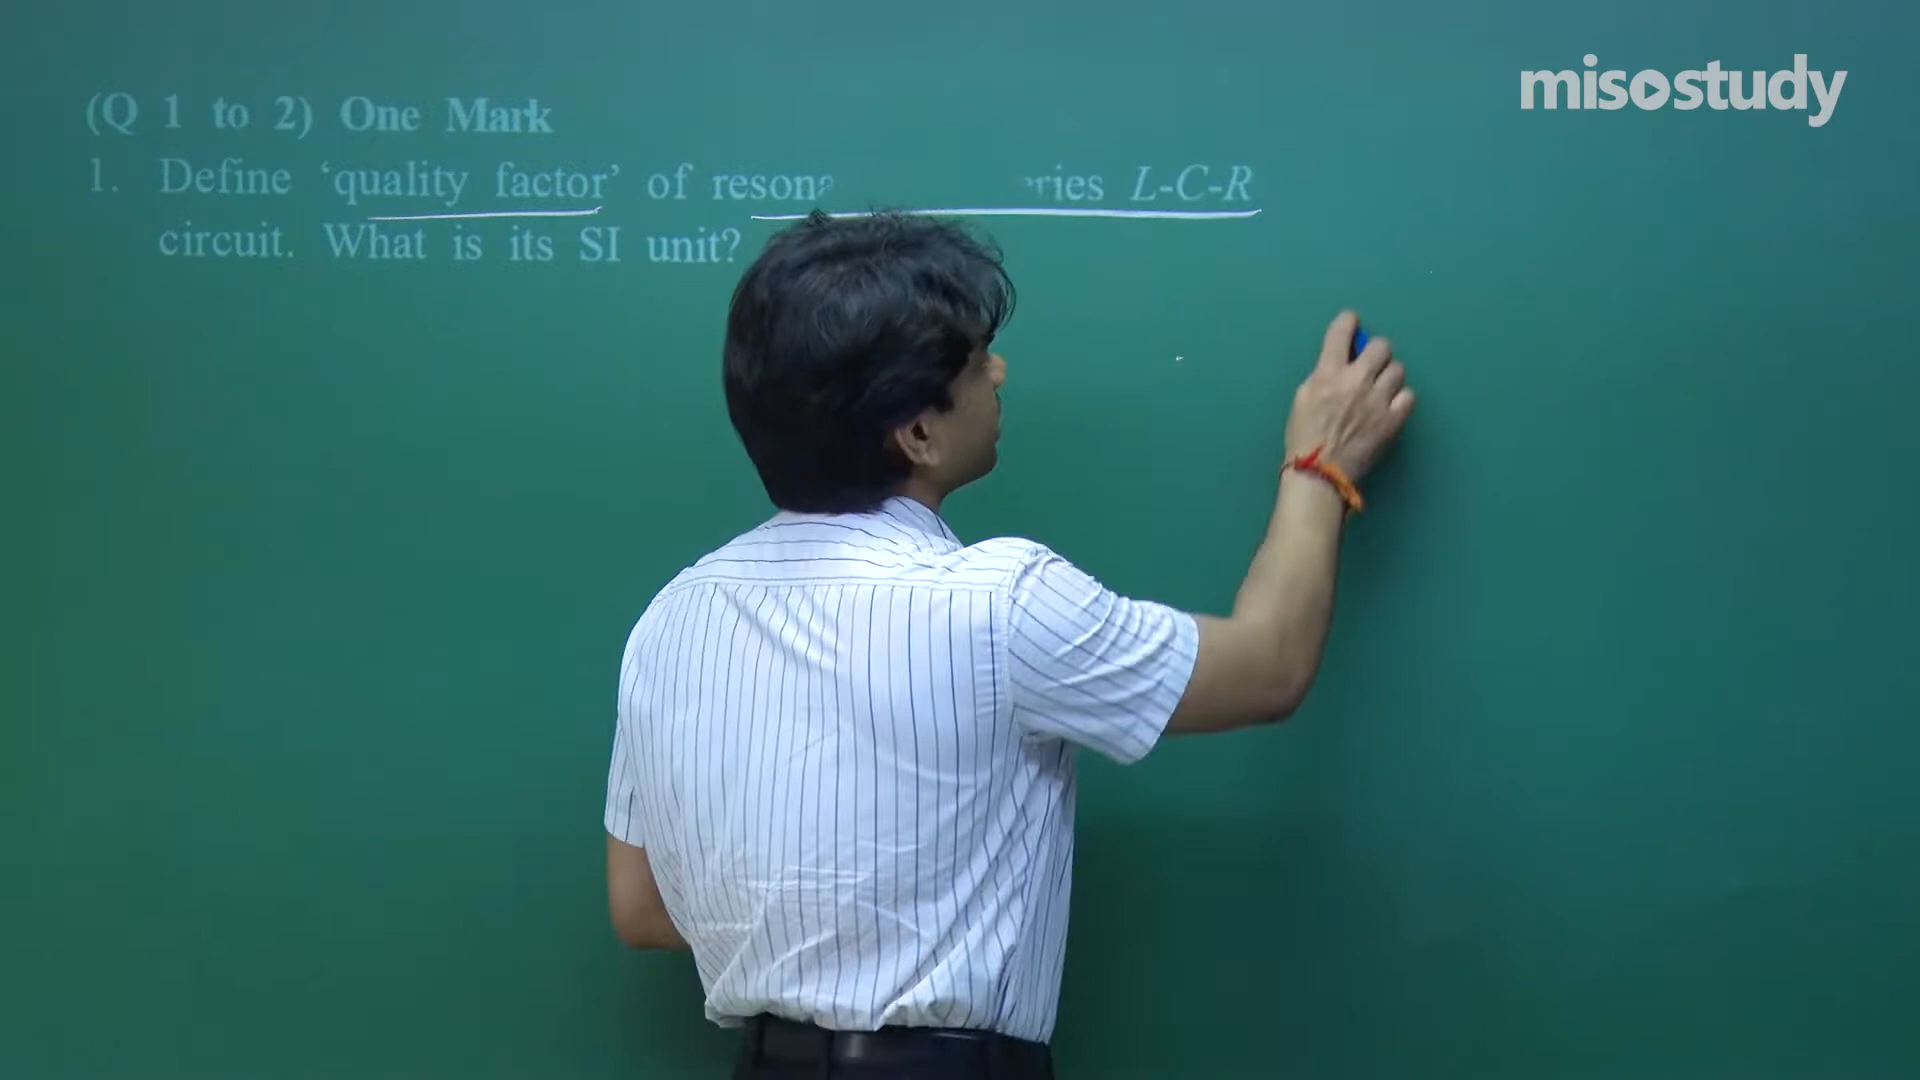 misostudy
(Q 1 to 2) One Mark
1. Define ‘quality factor’ of L-C-R
circuit. What is its SI unit?